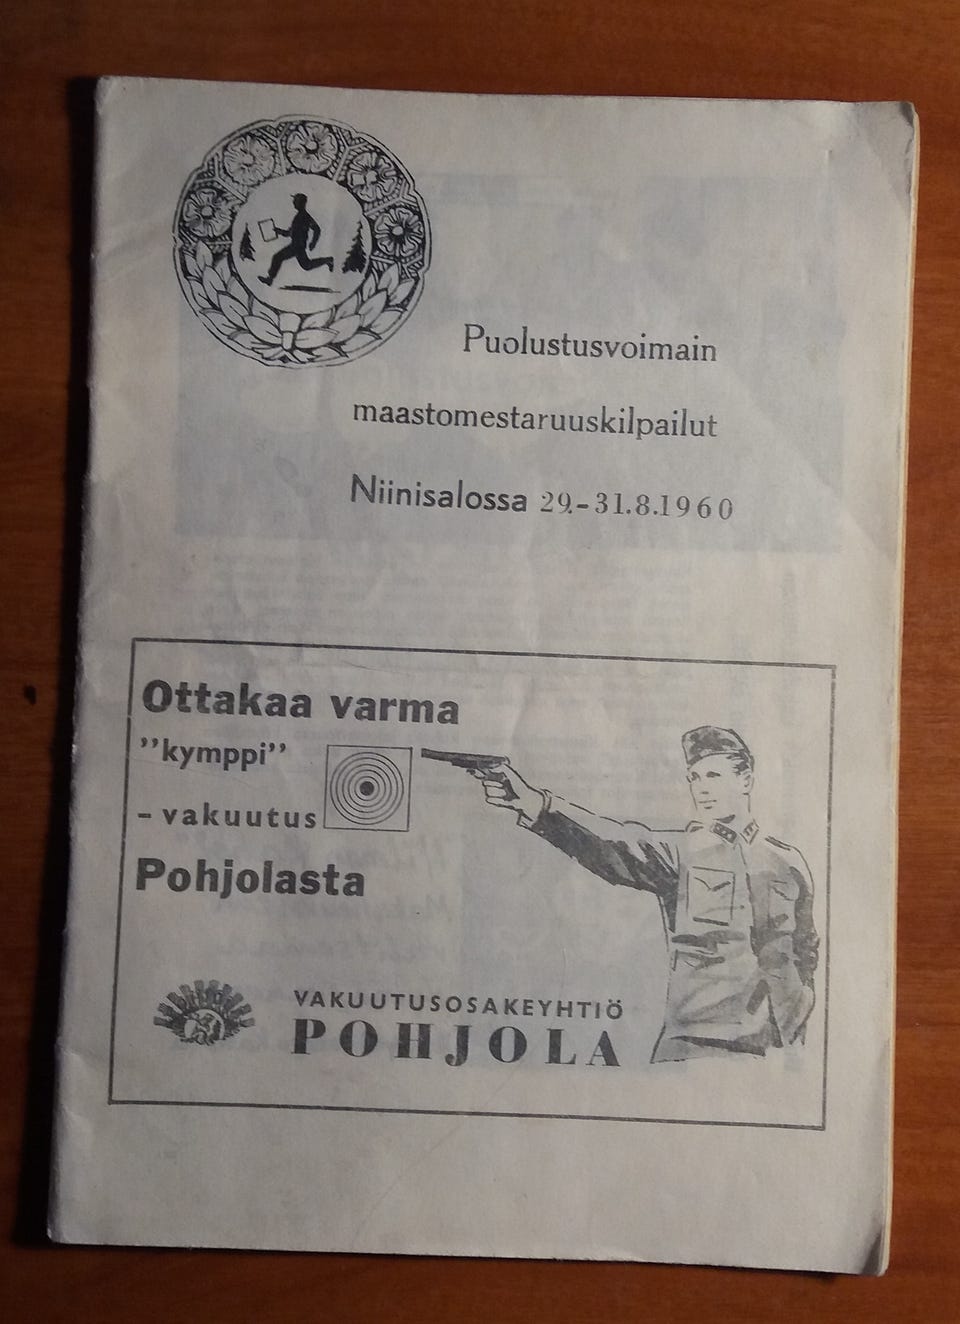 Puolustusvoimain
maastomestaruuskilpailut
Niinisalossa 29.-31.8.1960
Ottakaa varma
”kymppi”
- vakuutus
Pohjolasta
VAKUUTUSOSAKEYHTIÖ
POHJOLA